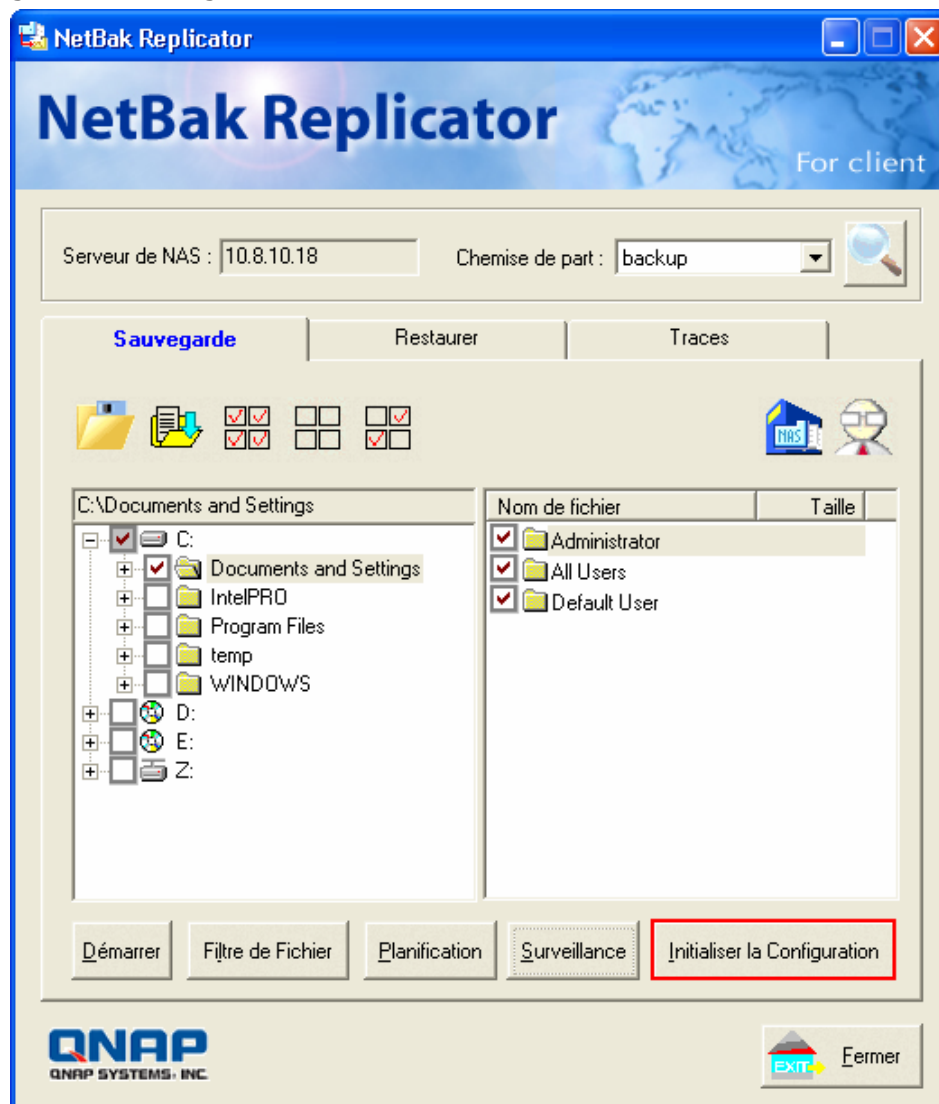 NetBak Replicator
NetBak Replicator
For client
Serveur de NAS : 10.8.10.18 Chemise de part : backup
Sauvegarde Restaurer Traces
NAS
C:\Documents and Settings Nom de fichier Taille
C:
Documents and Settings
IntelPRO
Program Files
temp
WINDOWS
D:
E:
Z:
Administrator
All Users
Default User
Démarrer Filtre de Fichier Planification Surveillance Initialiser la Configuration
QNAP
QNAP SYSTEMS, INC
EXIT Fermer